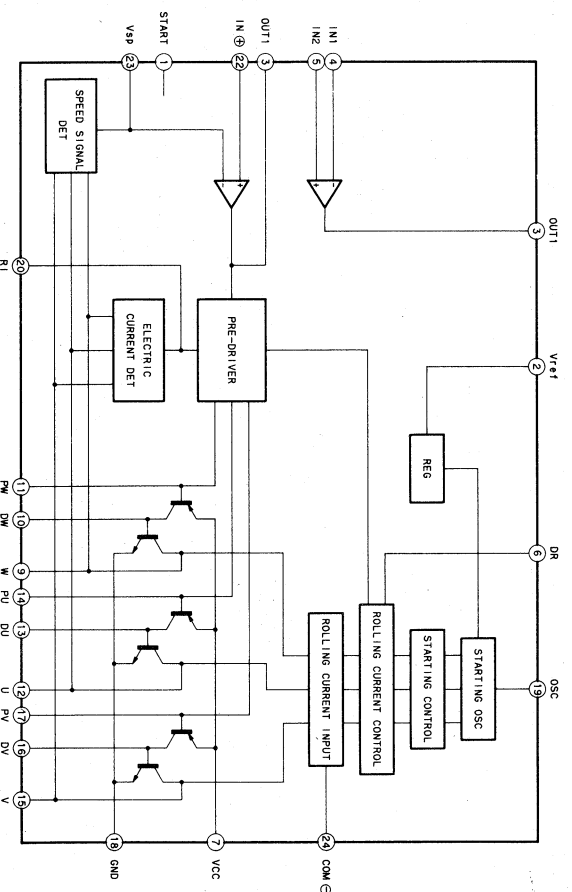 OUT1
3
Vref
2
DR
6
OSC
19
IN1
4
IN2
5
OUT1
3
IN ⊕
22
START
1
Vsp
23
+
-
-
+
REG
STARTING OSC
STARTING CONTROL
ROLLING CURRENT CONTROL
ROLLING CURRENT INPUT
PRE-DRIVER
ELECTRIC
CURRENT DET
SPEED SIGNAL
DET
COM ⊖
24
VCC
7
GND
18
RI
20
PW
11
DW
10
W
9
PU
14
DU
13
U
12
PV
17
DV
16
V
15